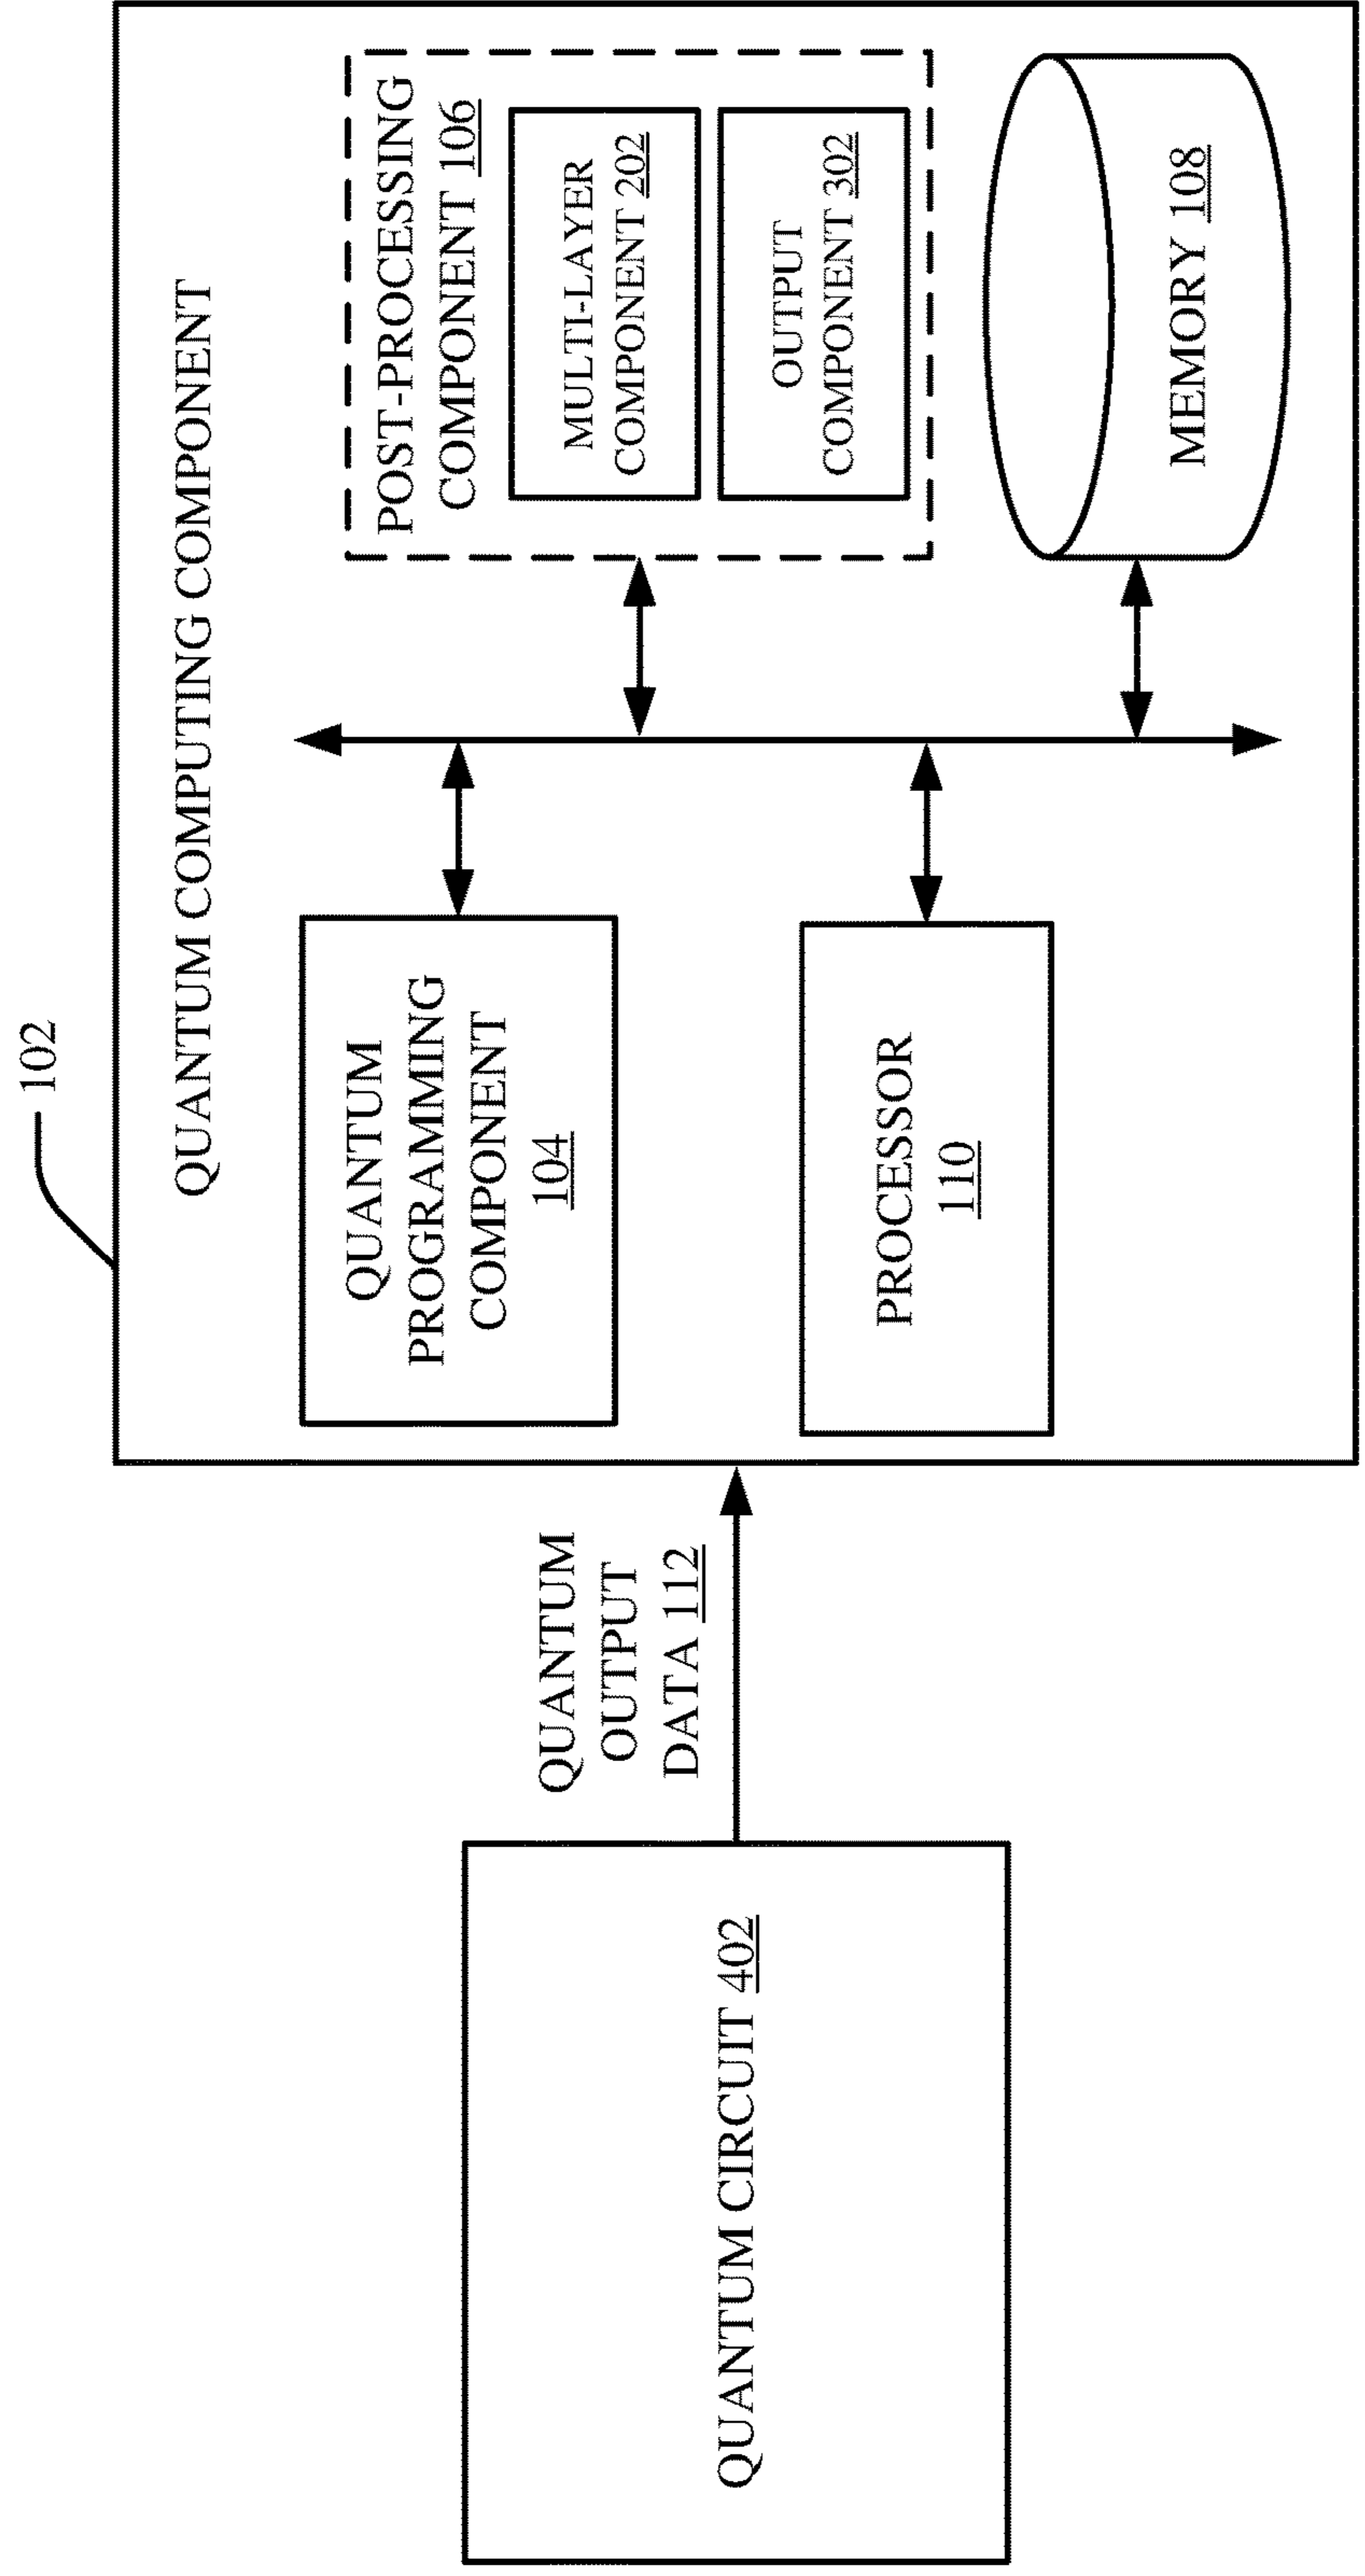 102
QUANTUM COMPUTING COMPONENT
QUANTUM
PROGRAMMING
COMPONENT
104
POST-PROCESSING
COMPONENT 106
MULTI-LAYER
COMPONENT 202
OUTPUT
COMPONENT 302
QUANTUM
OUTPUT
DATA 112
QUANTUM CIRCUIT 402
PROCESSOR
110
MEMORY 108